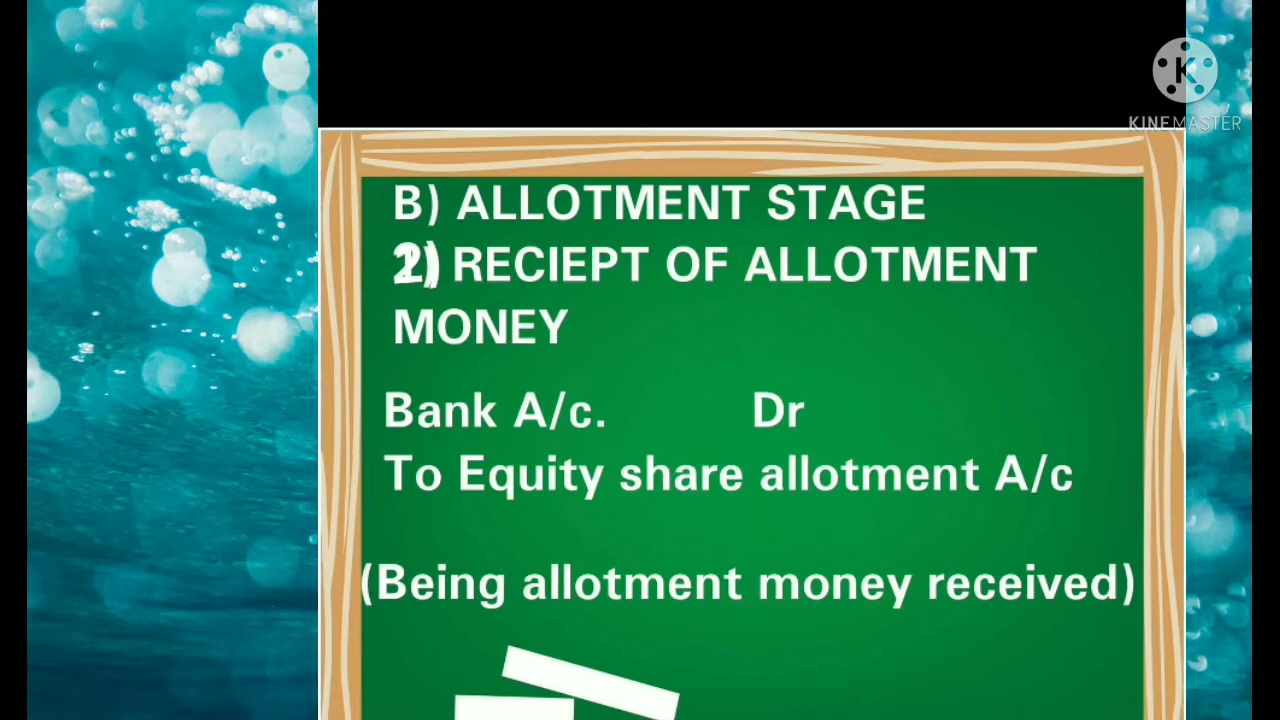 KINEMASTER
B) ALLOTMENT STAGE
2) RECIEPT OF ALLOTMENT
MONEY
Bank A/c. Dr
To Equity share allotment A/c
(Being allotment money received)